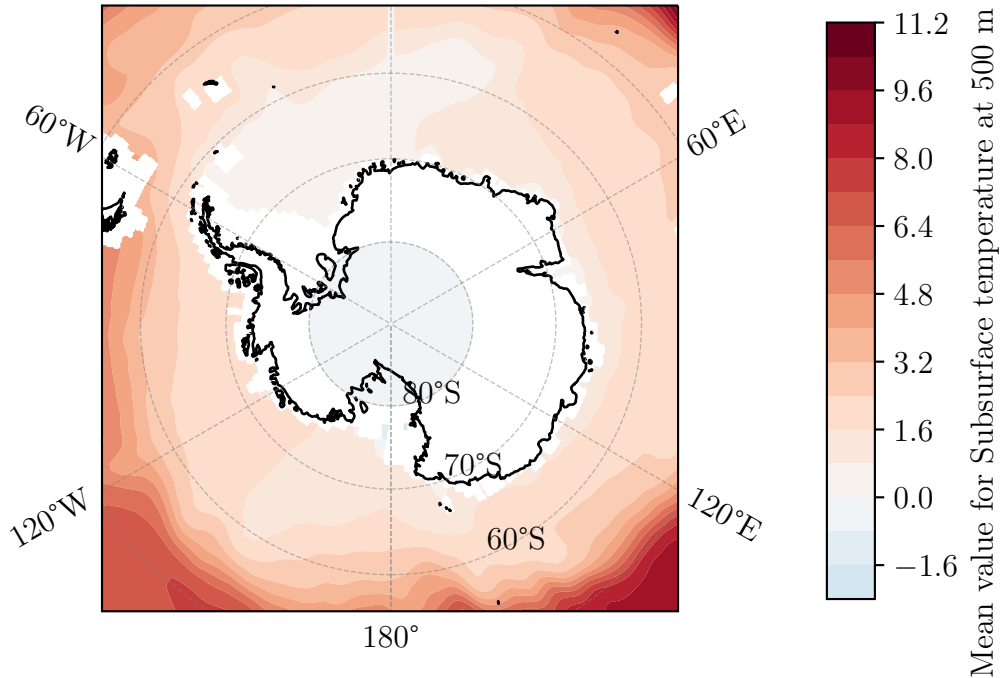 60°W
60°E
120°W
120°E
180°
80°S
70°S
60°S
11.2
9.6
8.0
6.4
4.8
3.2
1.6
0.0
−1.6
Mean value for Subsurface temperature at 500 m